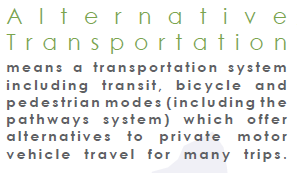 Alternative
Transportation
means a transportation system
including transit, bicycle and
pedestrian modes (including the
pathways system) which offer
alternatives to private motor
vehicle travel for many trips.